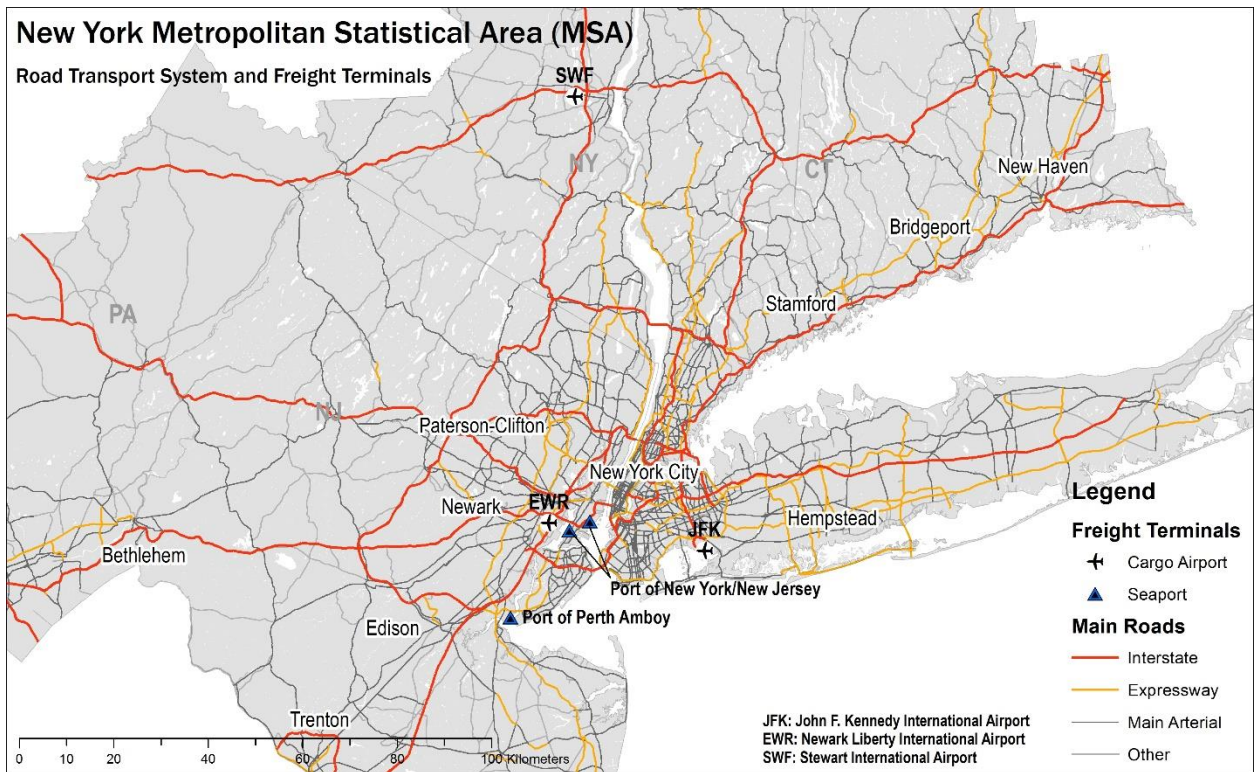 New York Metropolitan Statistical Area (MSA)
Road Transport System and Freight Terminals
SWF
NY
CT
New Haven
Bridgeport
PA
Stamford
NJ
Paterson-Clifton
New York City
Newark
EWR
JFK
Hempstead
Bethlehem
Port of New York/New Jersey
Edison
Port of Perth Amboy
Trenton
0 10 20 40 60 80 100 Kilometers
JFK: John F. Kennedy International Airport
EWR: Newark Liberty International Airport
SWF: Stewart International Airport
Legend
Freight Terminals
Cargo Airport
Seaport
Main Roads
Interstate
Expressway
Main Arterial
Other